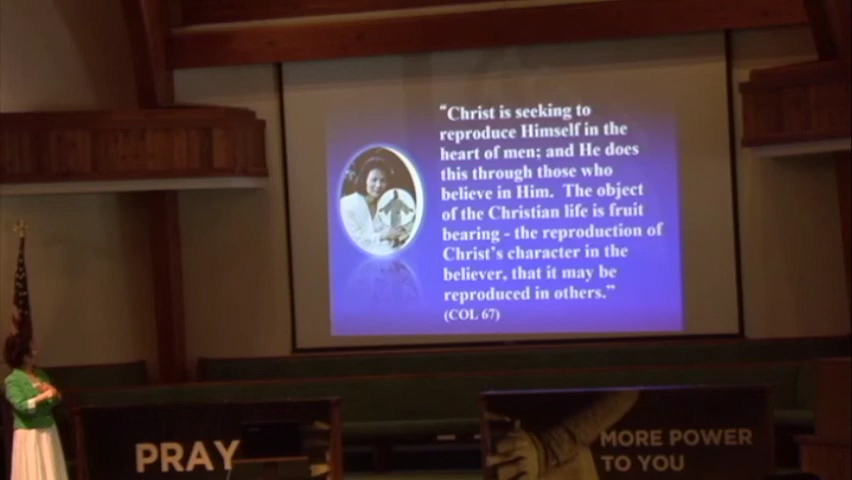 “Christ is seeking to
reproduce Himself in the
heart of men; and He does
this through those who
believe in Him. The object
of the Christian life is fruit
bearing - the reproduction of
Christ’s character in the
believer, that it may be
reproduced in others.”
(COL 67)
PRAY
MORE POWER
TO YOU